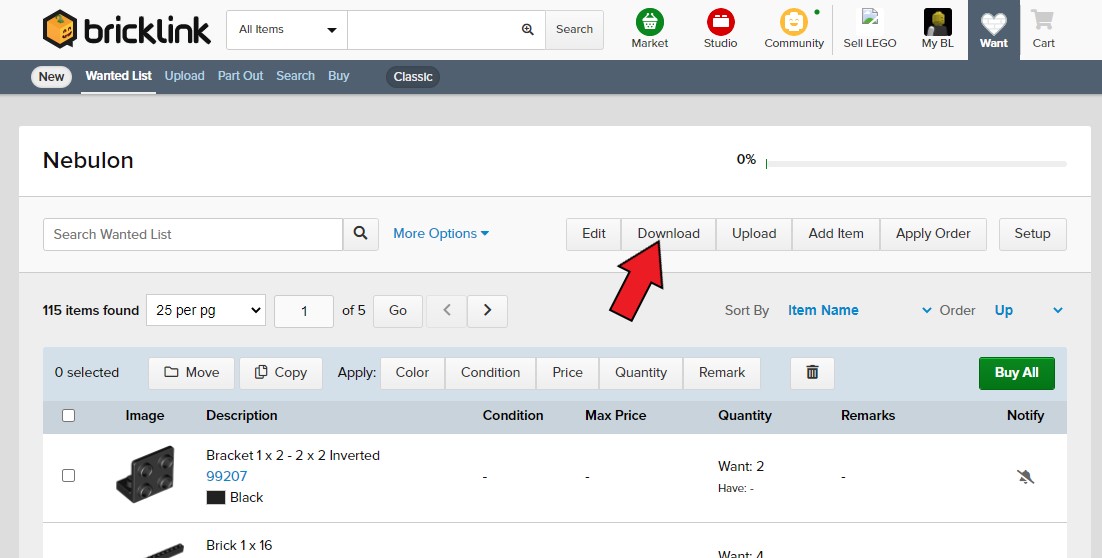 bricklink
All Items
Search
Market
Studio
Community
Sell LEGO
My BL
Want
Cart
New
Wanted List
Upload
Part Out
Search
Buy
Classic
Nebulon
0%
Search Wanted List
More Options
Edit
Download
Upload
Add Item
Apply Order
Setup
115 items found
25 per pg
1
of 5
Go
Sort By
Item Name
Order
Up
0 selected
Move
Copy
Apply:
Color
Condition
Price
Quantity
Remark
Buy All
Image
Description
Condition
Max Price
Quantity
Remarks
Notify
Bracket 1 x 2 - 2 x 2 Inverted
99207
Black
-
-
Want: 2
Have: -
-
Brick 1 x 16
Want: 4